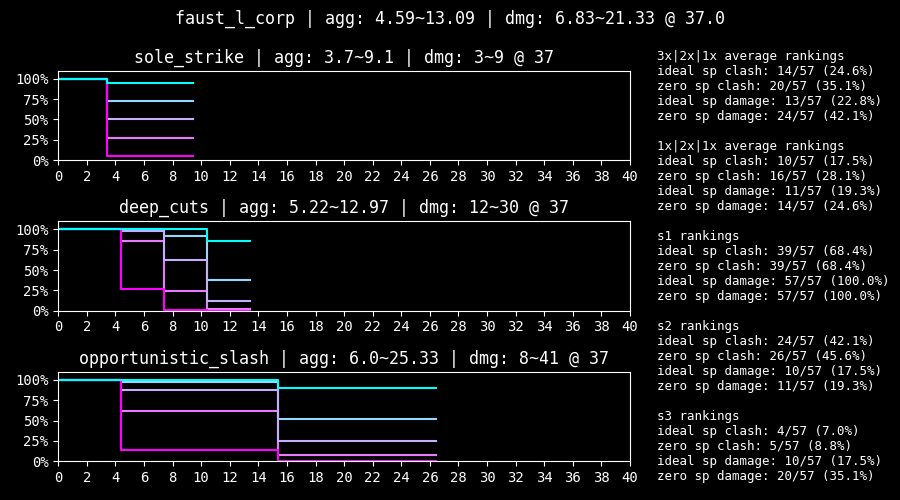 faust_l_corp | agg: 4.59~13.09 | dmg: 6.83~21.33 @ 37.0
sole_strike | agg: 3.7~9.1 | dmg: 3~9 @ 37
100%
75%
50%
25%
0%
0 2 4 6 8 10 12 14 16 18 20 22 24 26 28 30 32 34 36 38 40
deep_cuts | agg: 5.22~12.97 | dmg: 12~30 @ 37
100%
75%
50%
25%
0%
0 2 4 6 8 10 12 14 16 18 20 22 24 26 28 30 32 34 36 38 40
opportunistic_slash | agg: 6.0~25.33 | dmg: 8~41 @ 37
100%
75%
50%
25%
0%
0 2 4 6 8 10 12 14 16 18 20 22 24 26 28 30 32 34 36 38 40
3x|2x|1x average rankings
ideal sp clash: 14/57 (24.6%)
zero sp clash: 20/57 (35.1%)
ideal sp damage: 13/57 (22.8%)
zero sp damage: 24/57 (42.1%)
1x|2x|1x average rankings
ideal sp clash: 10/57 (17.5%)
zero sp clash: 16/57 (28.1%)
ideal sp damage: 11/57 (19.3%)
zero sp damage: 14/57 (24.6%)
s1 rankings
ideal sp clash: 39/57 (68.4%)
zero sp clash: 39/57 (68.4%)
ideal sp damage: 57/57 (100.0%)
zero sp damage: 57/57 (100.0%)
s2 rankings
ideal sp clash: 24/57 (42.1%)
zero sp clash: 26/57 (45.6%)
ideal sp damage: 10/57 (17.5%)
zero sp damage: 11/57 (19.3%)
s3 rankings
ideal sp clash: 4/57 (7.0%)
zero sp clash: 5/57 (8.8%)
ideal sp damage: 10/57 (17.5%)
zero sp damage: 20/57 (35.1%)